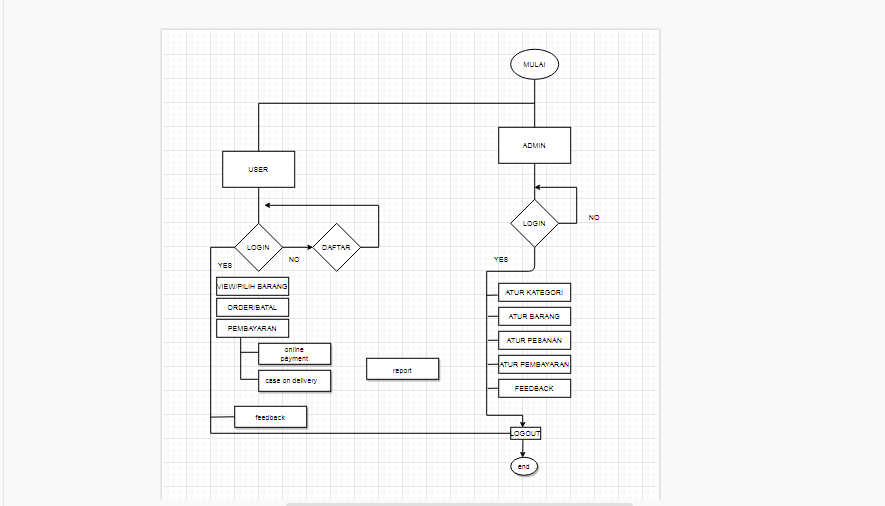 MULAI
ADMIN
USER
LOGIN
NO
LOGIN
DAFTAR
YES
NO
YES
VIEW/PILIH BARANG
ORDER/BATAL
PEMBAYARAN
online
payment
case on delivery
report
feedback
ATUR KATEGORI
ATUR BARANG
ATUR PESANAN
ATUR PEMBAYARAN
FEEDBACK
LOGOUT
end